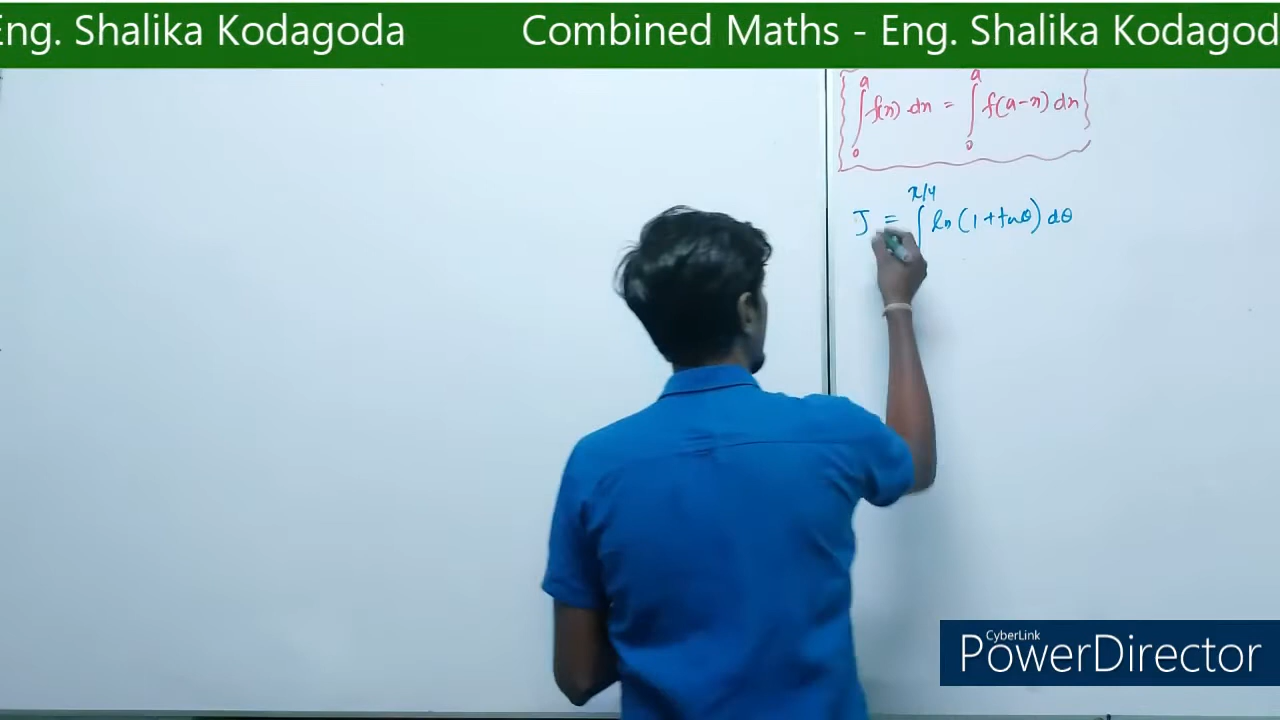 Eng. Shalika Kodagoda Combined Maths - Eng. Shalika Kodagod
∫₀ᵃ f(x) dx = ∫₀ᵃ f(a-x) dx
J = ∫^π/4 ln(1+tanθ) dθ
CyberLink
PowerDirector